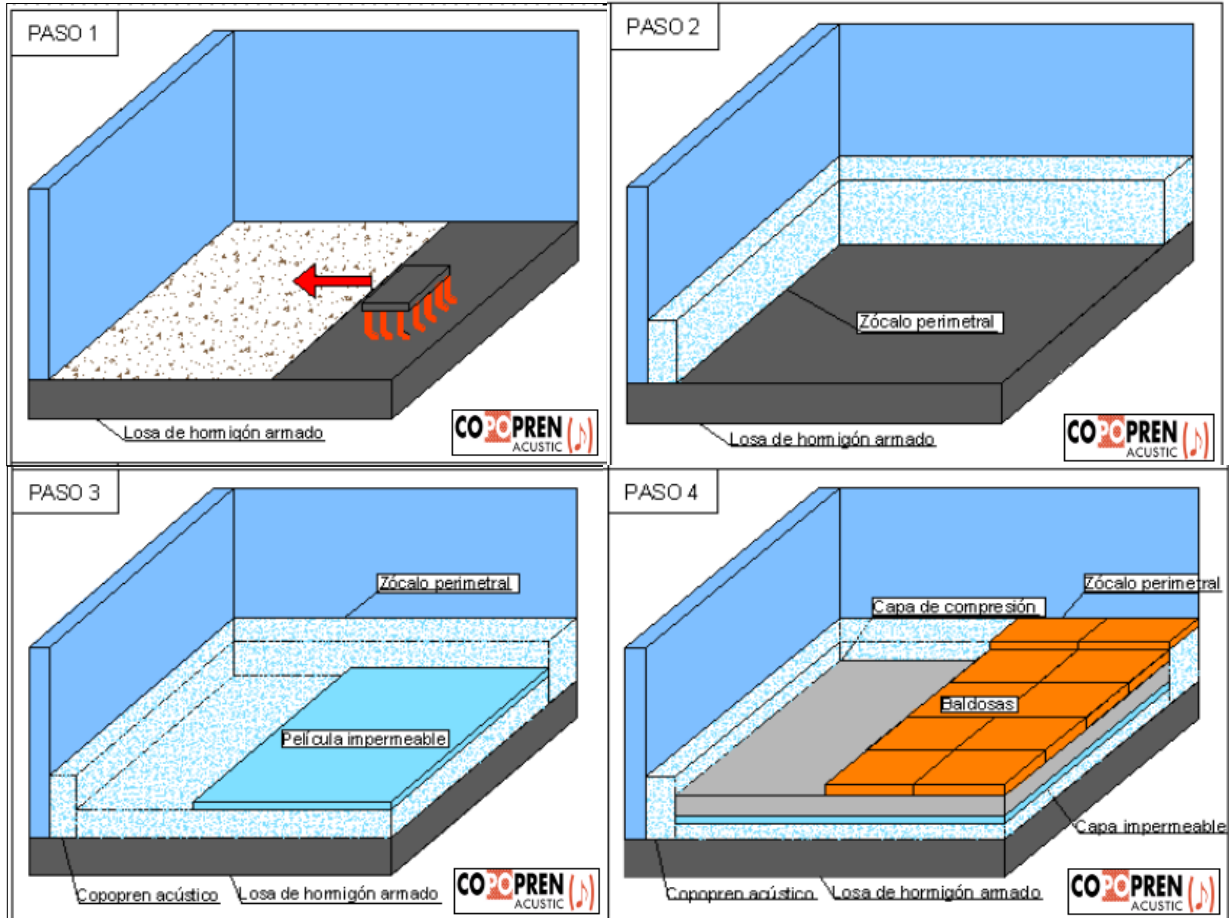 PASO 1
Losa de hormigón armado
COPOPREN
ACUSTIC
PASO 2
Zócalo perimetral
Losa de hormigón armado
COPOPREN
ACUSTIC
PASO 3
Zócalo perimetral
Película impermeable
Copopren acústico
Losa de hormigón armado
COPOPREN
ACUSTIC
PASO 4
Zócalo perimetral
Capa de compresión
Baldosas
Capa impermeable
Copopren acústico
Losa de hormigón armado
COPOPREN
ACUSTIC